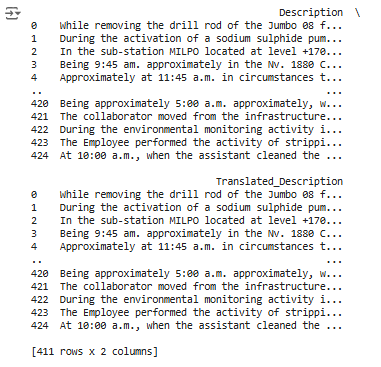 Description \
0 While removing the drill rod of the Jumbo 08 f...
1 During the activation of a sodium sulphide pum...
2 In the sub-station MILPO located at level +170...
3 Being 9:45 am. approximately in the Nv. 1880 C...
4 Approximately at 11:45 a.m. in circumstances t...
.. ...
420 Being approximately 5:00 a.m. approximately, w...
421 The collaborator moved from the infrastructure...
422 During the environmental monitoring activity i...
423 The Employee performed the activity of strippi...
424 At 10:00 a.m., when the assistant cleaned the ...
Translated_Description
0 While removing the drill rod of the Jumbo 08 f...
1 During the activation of a sodium sulphide pum...
2 In the sub-station MILPO located at level +170...
3 Being 9:45 am. approximately in the Nv. 1880 C...
4 Approximately at 11:45 a.m. in circumstances t...
.. ...
420 Being approximately 5:00 a.m. approximately, w...
421 The collaborator moved from the infrastructure...
422 During the environmental monitoring activity i...
423 The Employee performed the activity of strippi...
424 At 10:00 a.m., when the assistant cleaned the ...
[411 rows x 2 columns]